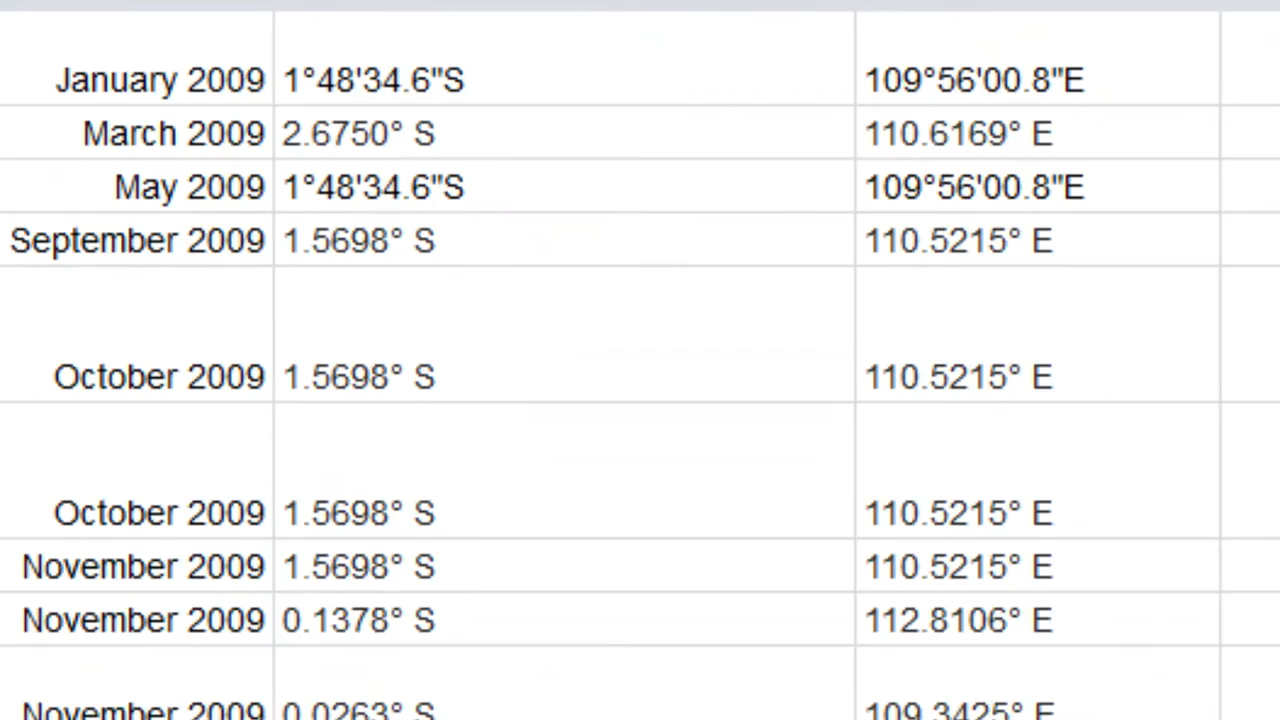 January 2009 1°48'34.6"S 109°56'00.8"E
March 2009 2.6750° S 110.6169° E
May 2009 1°48'34.6"S 109°56'00.8"E
September 2009 1.5698° S 110.5215° E
October 2009 1.5698° S 110.5215° E
October 2009 1.5698° S 110.5215° E
November 2009 1.5698° S 110.5215° E
November 2009 0.1378° S 112.8106° E
November 2009 0.0263° S 109.3425° E